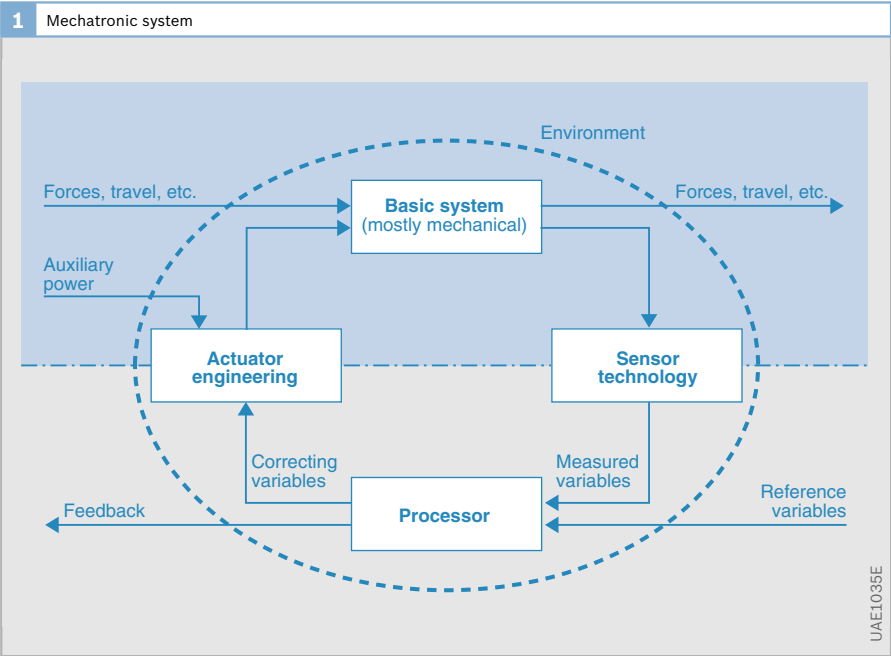 1 Mechatronic system
Environment
Forces, travel, etc.
Basic system
(mostly mechanical)
Forces, travel, etc.
Auxiliary
power
Actuator
engineering
Sensor
technology
Correcting
variables
Measured
variables
Feedback
Processor
Reference
variables
UAE1035E